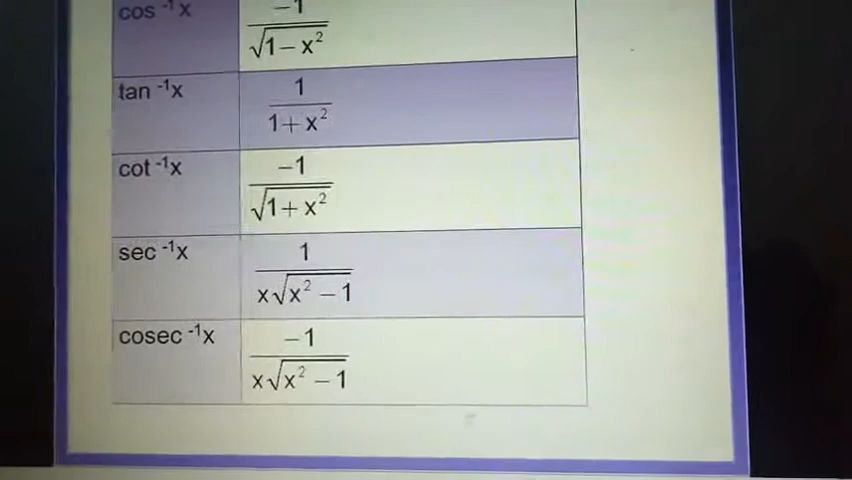 cos ⁻¹x −1/√(1−x²)
tan ⁻¹x 1/(1+x²)
cot ⁻¹x −1/√(1+x²)
sec ⁻¹x 1/(x√(x²−1))
cosec ⁻¹x −1/(x√(x²−1))